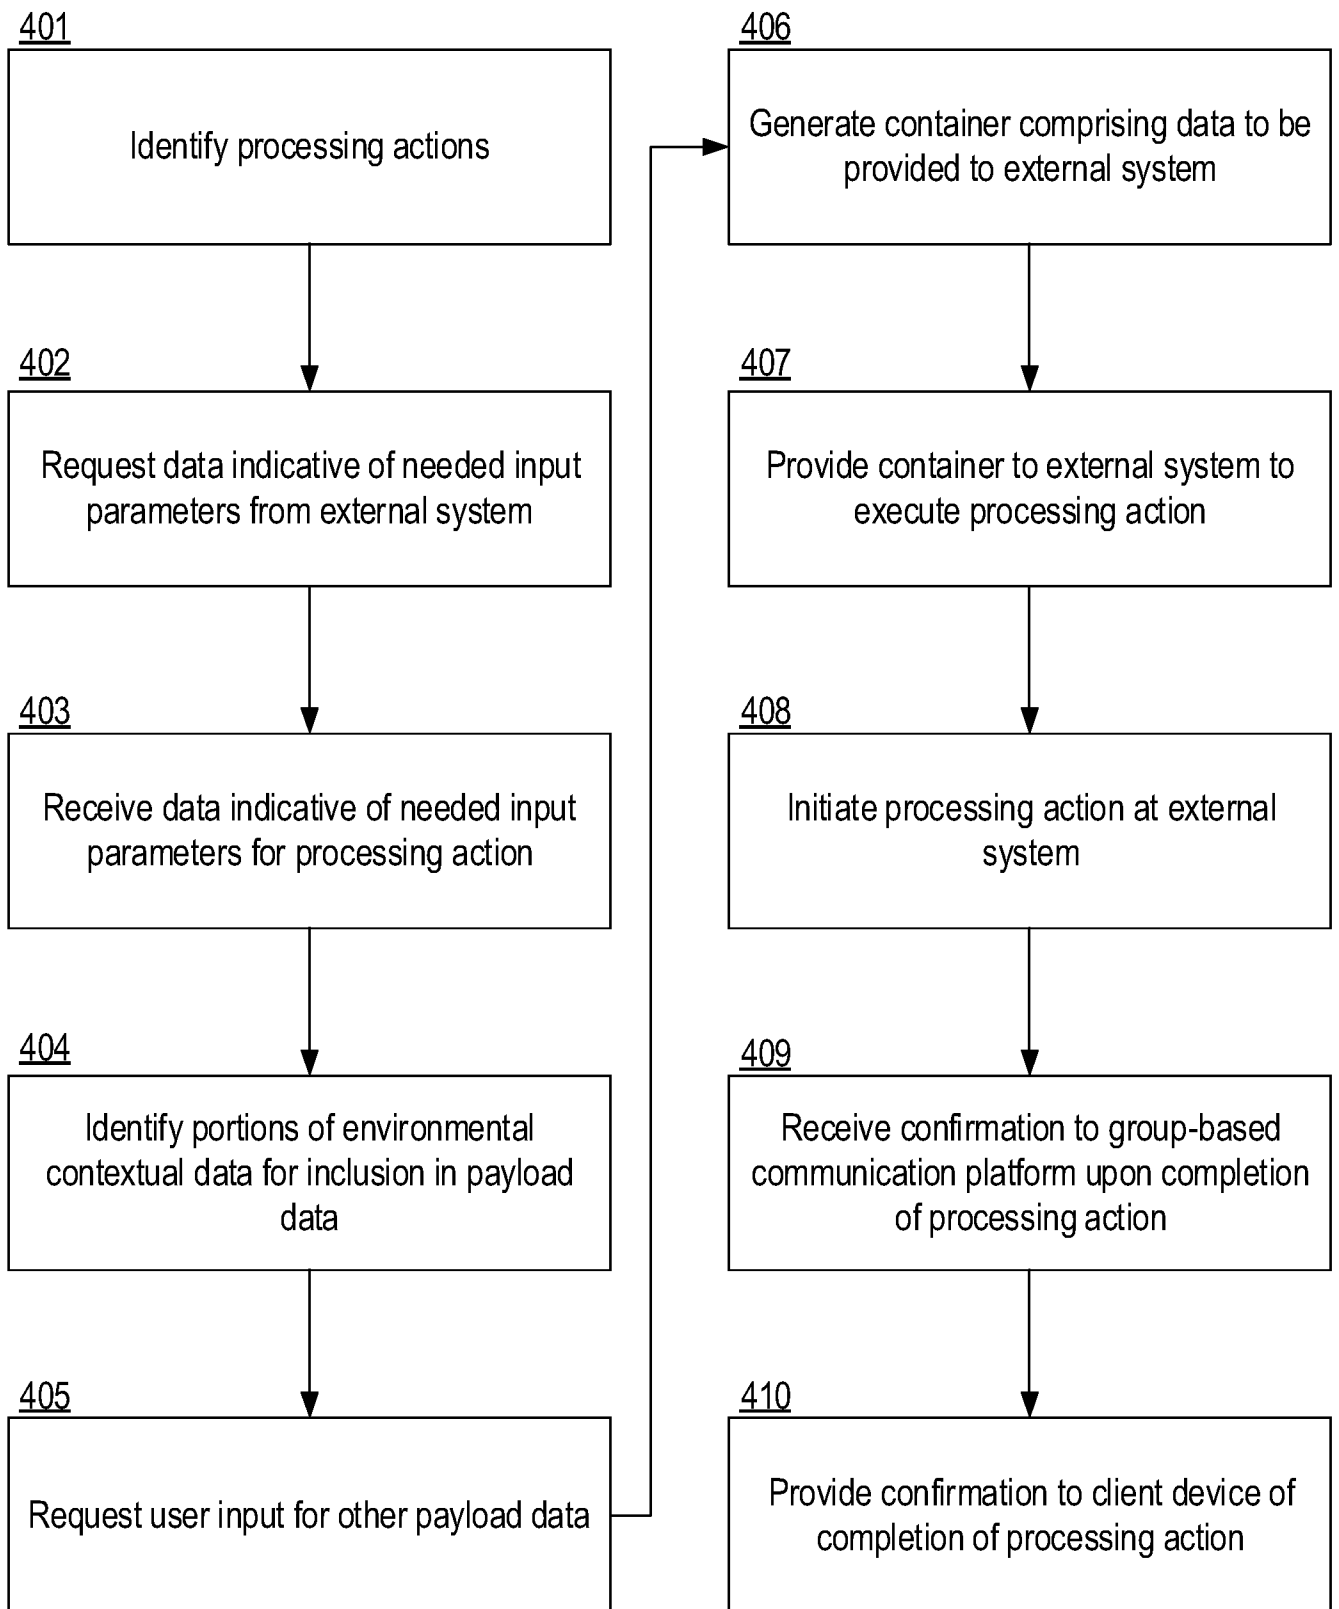 401
Identify processing actions
402
Request data indicative of needed input
parameters from external system
403
Receive data indicative of needed input
parameters for processing action
404
Identify portions of environmental
contextual data for inclusion in payload
data
405
Request user input for other payload data
406
Generate container comprising data to be
provided to external system
407
Provide container to external system to
execute processing action
408
Initiate processing action at external
system
409
Receive confirmation to group-based
communication platform upon completion
of processing action
410
Provide confirmation to client device of
completion of processing action